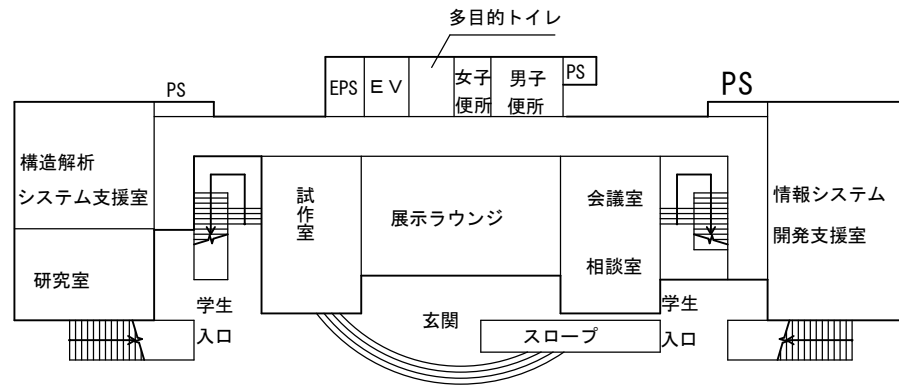 多目的トイレ
EPS
EV
女子
便所
男子
便所
PS
PS
PS
構造解析
システム支援室
試
作
室
展示ラウンジ
会議室
相談室
情報システム
開発支援室
研究室
学生
入口
玄関
スロープ
学生
入口